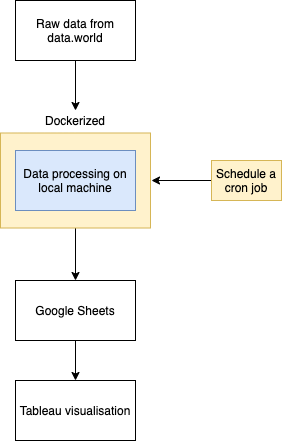 Raw data from
data.world
Dockerized
Data processing on
local machine
Schedule a
cron job
Google Sheets
Tableau visualisation